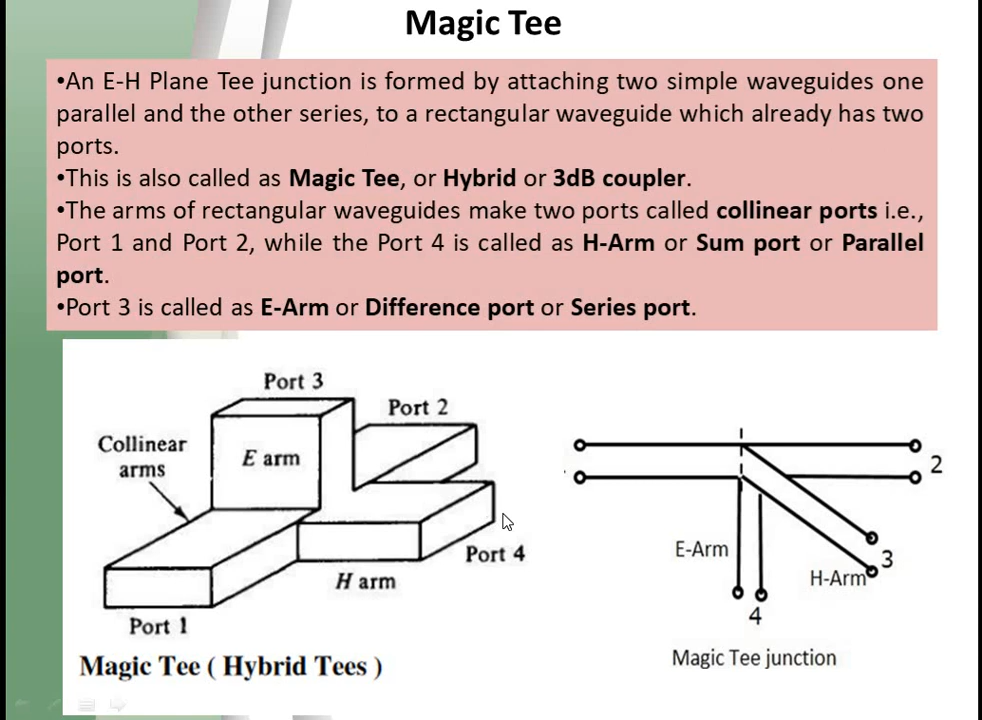 Magic Tee
•An E-H Plane Tee junction is formed by attaching two simple waveguides one
parallel and the other series, to a rectangular waveguide which already has two
ports.
•This is also called as Magic Tee, or Hybrid or 3dB coupler.
•The arms of rectangular waveguides make two ports called collinear ports i.e.,
Port 1 and Port 2, while the Port 4 is called as H-Arm or Sum port or Parallel
port.
•Port 3 is called as E-Arm or Difference port or Series port.
Port 3
Port 2
Collinear
arms
E arm
Port 4
H arm
Port 1
Magic Tee ( Hybrid Tees )
2
E-Arm
3
H-Arm
4
Magic Tee junction